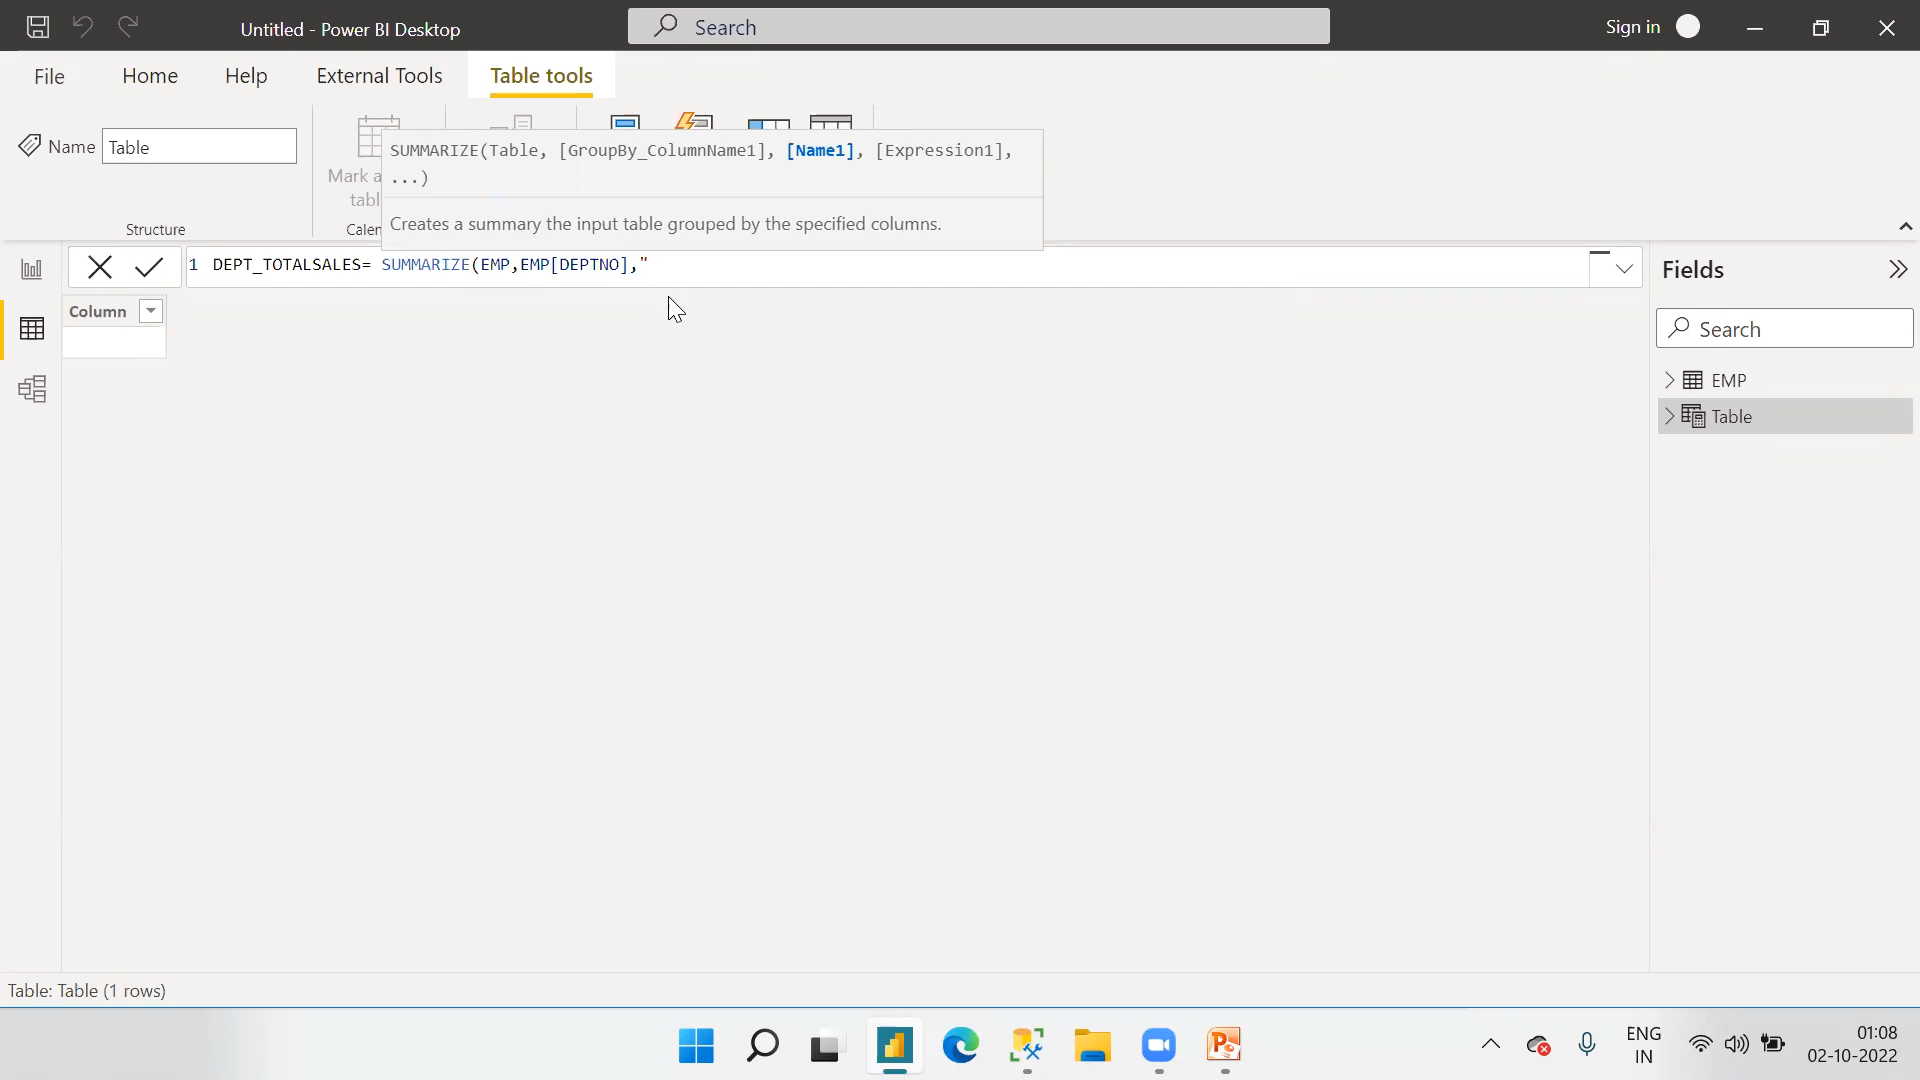 Untitled - Power BI Desktop
Search
Sign in
File
Home
Help
External Tools
Table tools
Name
Table
Mark a
tabl
SUMMARIZE(Table, [GroupBy_ColumnName1], [Name1], [Expression1],
...)
Creates a summary the input table grouped by the specified columns.
Structure
Calen
1 DEPT_TOTALSALES= SUMMARIZE(EMP,EMP[DEPTNO],"
Column
Fields
Search
EMP
Table
Table: Table (1 rows)
ENG
IN
01:08
02-10-2022